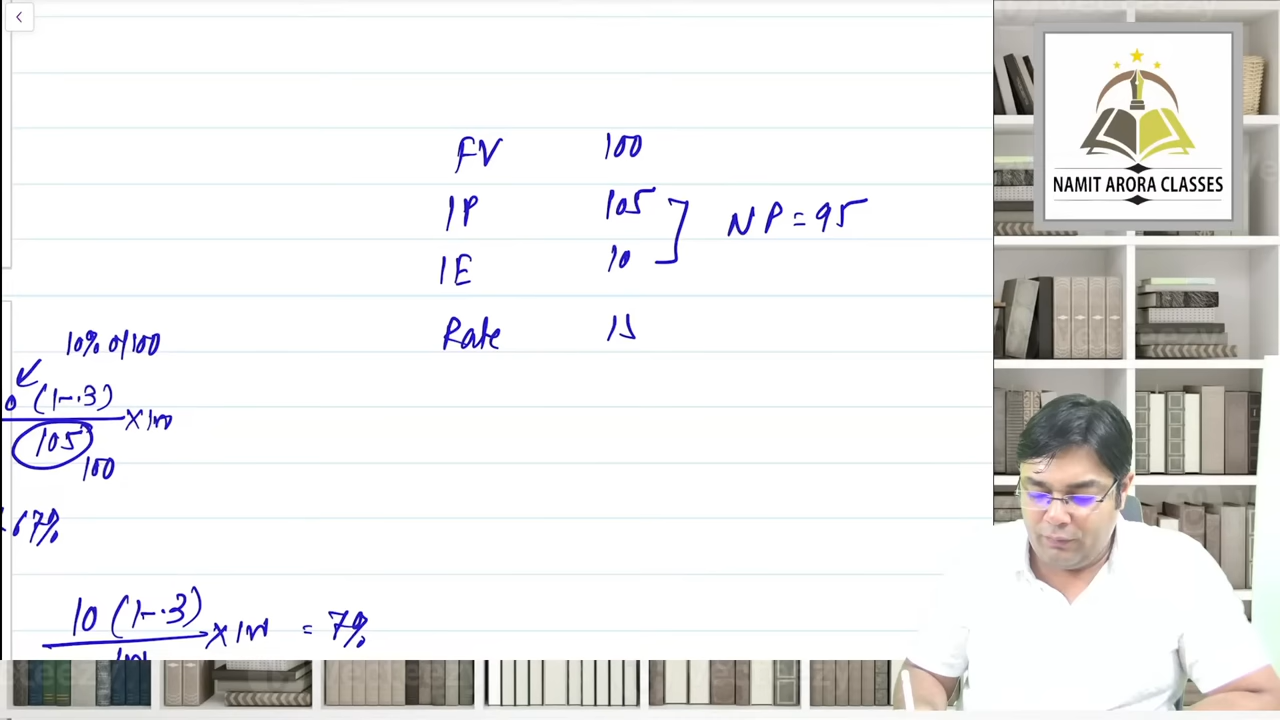 FV 100
IP 105
IE 10
NP = 95
Rate 15
10% of 100
(1-.3)
105
x 100
100
67%
10 (1-.3)
x 100 = 7%
NAMIT ARORA CLASSES